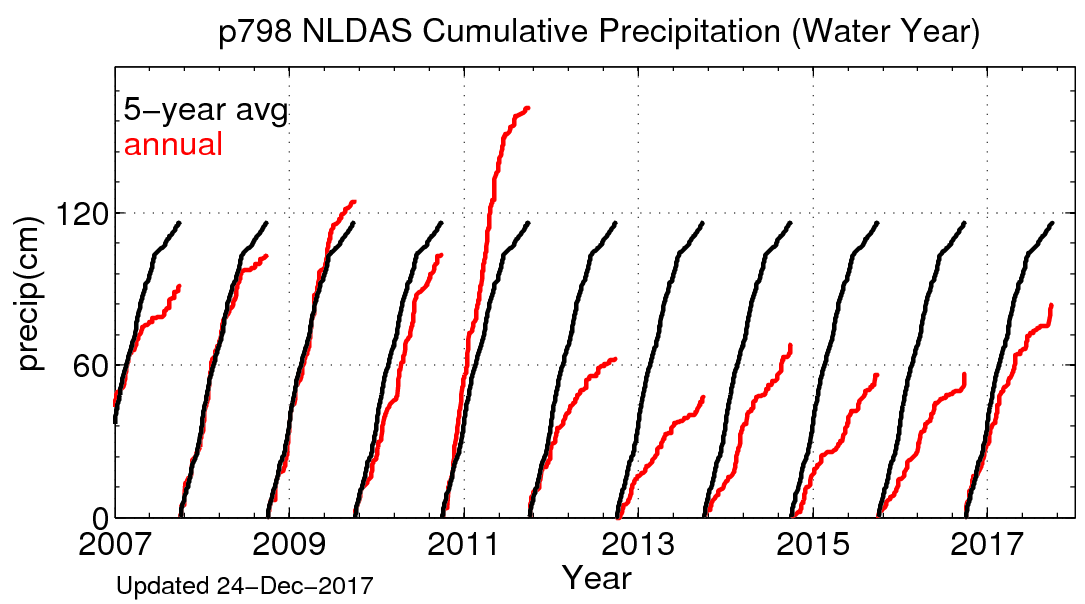 p798 NLDAS Cumulative Precipitation (Water Year)
5−year avg
annual
precip(cm)
120
60
0
2007 2009 2011 2013 2015 2017
Year
Updated 24−Dec−2017